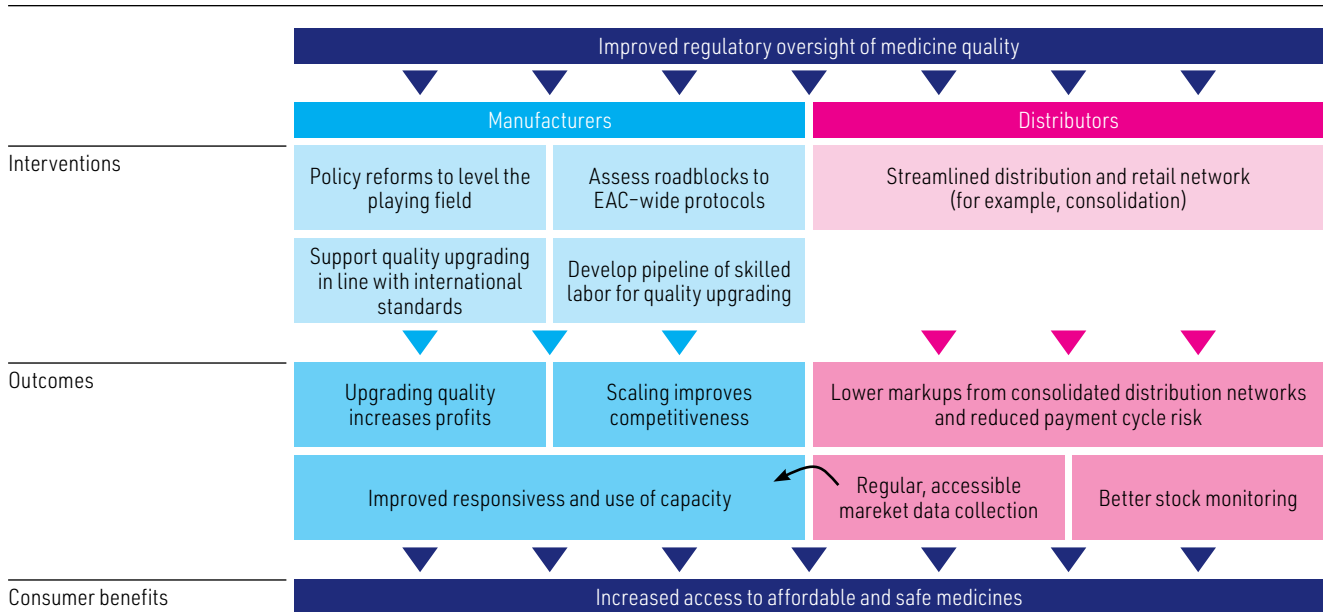 Improved regulatory oversight of medicine quality
Manufacturers
Distributors
Interventions
Policy reforms to level the
playing field
Assess roadblocks to
EAC–wide protocols
Streamlined distribution and retail network
(for example, consolidation)
Support quality upgrading
in line with international
standards
Develop pipeline of skilled
labor for quality upgrading
Outcomes
Upgrading quality
increases profits
Scaling improves
competitiveness
Lower markups from consolidated distribution networks
and reduced payment cycle risk
Improved responsivess and use of capacity
Regular, accessible
mareket data collection
Better stock monitoring
Consumer benefits
Increased access to affordable and safe medicines